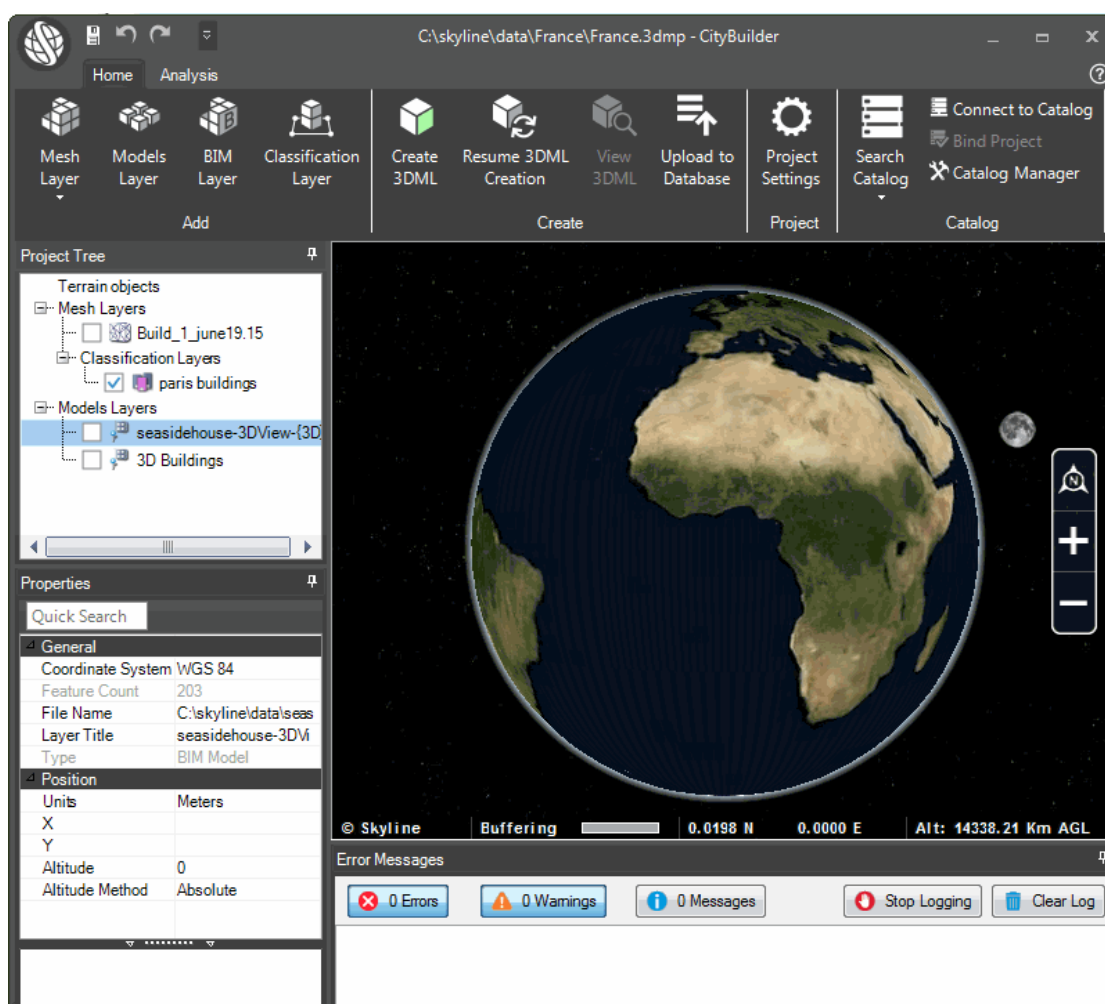 C:\skyline\data\France\France.3dmp - CityBuilder
Home Analysis
Mesh Layer
Models Layer
BIM Layer
Classification Layer
Create 3DML
Resume 3DML Creation
View 3DML
Upload to Database
Project Settings
Search Catalog
Connect to Catalog
Bind Project
Catalog Manager
Add Create Project Catalog
Project Tree
Terrain objects
Mesh Layers
Build_1_june19.15
Classification Layers
paris buildings
Models Layers
seasidehouse-3DView-{3D}
3D Buildings
N
Properties
Quick Search
General
Coordinate System WGS 84
Feature Count 203
File Name C:\skyline\data\seas
Layer Title seasidehouse-3DVi
Type BIM Model
Position
Units Meters
X
Y
Altitude 0
Altitude Method Absolute
© Skyline Buffering 0.0198 N 0.0000 E Alt: 14338.21 Km AGL
Error Messages
0 Errors 0 Warnings 0 Messages Stop Logging Clear Log